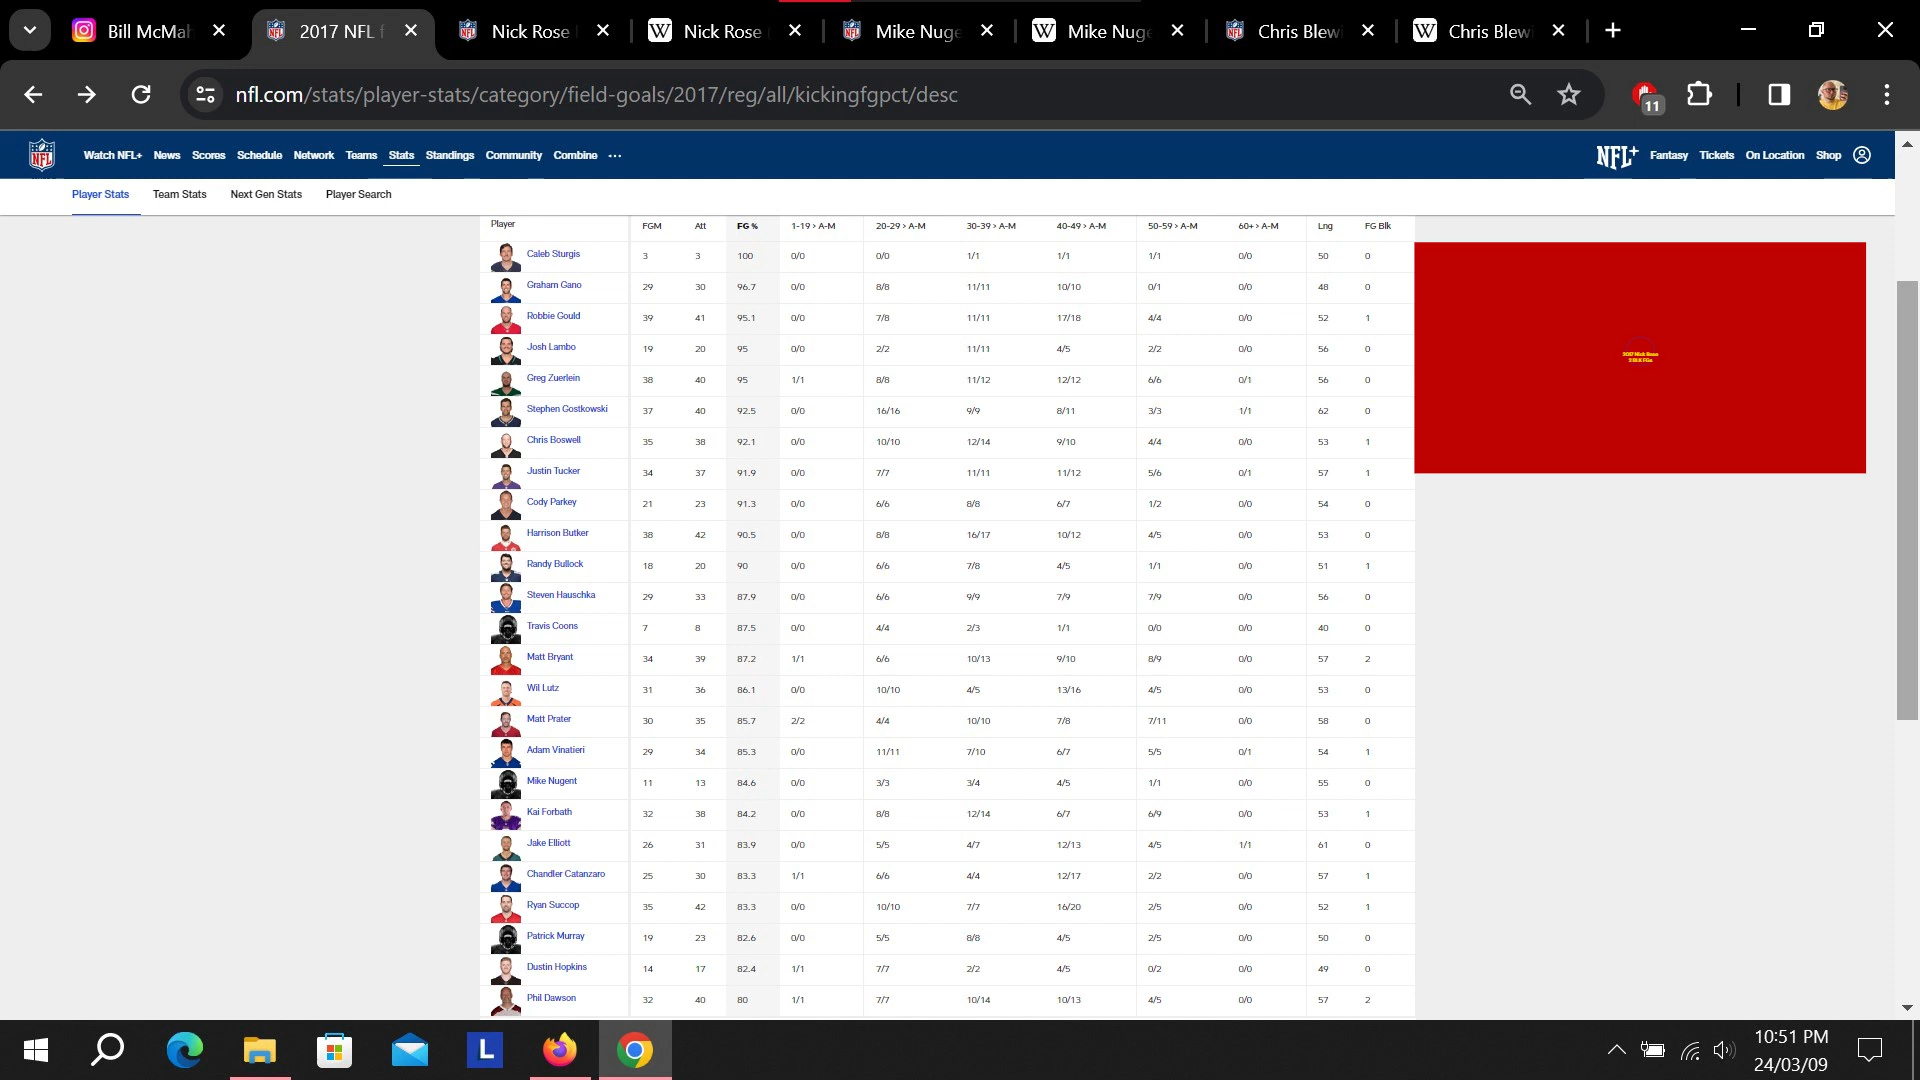 Bill McMah
2017 NFL f
Nick Rose
Nick Rose
Mike Nuge
Mike Nuge
Chris Blew
Chris Blew
nfl.com/stats/player-stats/category/field-goals/2017/reg/all/kickingfgpct/desc
11
NFL Watch NFL+ News Scores Schedule Network Teams Stats Standings Community Combine ··· NFL+ Fantasy Tickets On Location Shop
Player Stats Team Stats Next Gen Stats Player Search
Player FGM Att FG % 1-19 > A-M 20-29 > A-M 30-39 > A-M 40-49 > A-M 50-59 > A-M 60+ > A-M Lng FG Blk
Caleb Sturgis 3 3 100 0/0 0/0 1/1 1/1 1/1 0/0 50 0
Graham Gano 29 30 96.7 0/0 8/8 11/11 10/10 0/1 0/0 48 0
Robbie Gould 39 41 95.1 0/0 7/8 11/11 17/18 4/4 0/0 52 1
Josh Lambo 19 20 95 0/0 2/2 11/11 4/5 2/2 0/0 56 0
Greg Zuerlein 38 40 95 1/1 8/8 11/12 12/12 6/6 0/1 56 0
Stephen Gostkowski 37 40 92.5 0/0 16/16 9/9 8/11 3/3 1/1 62 0
Chris Boswell 35 38 92.1 0/0 10/10 12/14 9/10 4/4 0/0 53 1
Justin Tucker 34 37 91.9 0/0 7/7 11/11 11/12 5/6 0/1 57 1
Cody Parkey 21 23 91.3 0/0 6/6 8/8 6/7 1/2 0/0 54 0
Harrison Butker 38 42 90.5 0/0 8/8 16/17 10/12 4/5 0/0 53 0
Randy Bullock 18 20 90 0/0 6/6 7/8 4/5 1/1 0/0 51 1
Steven Hauschka 29 33 87.9 0/0 6/6 9/9 7/9 7/9 0/0 56 0
Travis Coons 7 8 87.5 0/0 4/4 2/3 1/1 0/0 0/0 40 0
Matt Bryant 34 39 87.2 1/1 6/6 10/13 9/10 8/9 0/0 57 2
Wil Lutz 31 36 86.1 0/0 10/10 4/5 13/16 4/5 0/0 53 0
Matt Prater 30 35 85.7 2/2 4/4 10/10 7/8 7/11 0/0 58 0
Adam Vinatieri 29 34 85.3 0/0 11/11 7/10 6/7 5/5 0/1 54 1
Mike Nugent 11 13 84.6 0/0 3/3 3/4 4/5 1/1 0/0 55 0
Kai Forbath 32 38 84.2 0/0 8/8 12/14 6/7 6/9 0/0 53 1
Jake Elliott 26 31 83.9 0/0 5/5 4/7 12/13 4/5 1/1 61 0
Chandler Catanzaro 25 30 83.3 1/1 6/6 4/4 12/17 2/2 0/0 57 1
Ryan Succop 35 42 83.3 0/0 10/10 7/7 16/20 2/5 0/0 52 1
Patrick Murray 19 23 82.6 0/0 5/5 8/8 4/5 2/5 0/0 50 0
Dustin Hopkins 14 17 82.4 1/1 7/7 2/2 4/5 0/2 0/0 49 0
Phil Dawson 32 40 80 1/1 7/7 10/14 10/13 4/5 0/0 57 2
2017 Nick Rose
2 BLK FGs
L
10:51 PM
24/03/09